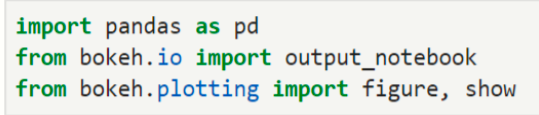 import pandas as pd
from bokeh.io import output_notebook
from bokeh.plotting import figure, show